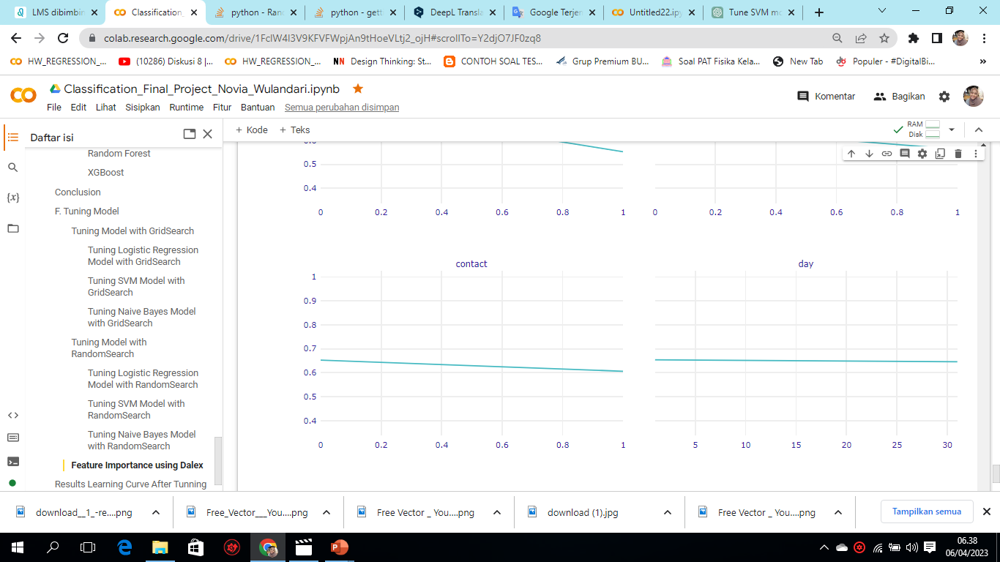 LMS dibimbin
Classification_
python - Ran
python - gett
DeepL Transla
Google Terjen
Untitled22.ipy
Tune SVM mo
colab.research.google.com/drive/1FclW4l3V9KFVFWpjAn9tHoeVLtj2_ojH#scrollTo=Y2djO7JF0zq8
HW_REGRESSION_...
(10286) Diskusi 8 |...
HW_REGRESSION_...
NN Design Thinking: St...
CONTOH SOAL TES...
Grup Premium BU...
Soal PAT Fisika Kela...
New Tab
Populer - #DigitalBi...
»
Classification_Final_Project_Novia_Wulandari.ipynb
Komentar
Bagikan
File Edit Lihat Sisipkan Runtime Fitur Bantuan Semua perubahan disimpan
Daftar isi
+ Kode + Teks
RAM
Disk
Random Forest
XGBoost
Conclusion
F. Tuning Model
Tuning Model with GridSearch
Tuning Logistic Regression
Model with GridSearch
Tuning SVM Model with
GridSearch
Tuning Naive Bayes Model
with GridSearch
Tuning Model with
RandomSearch
Tuning Logistic Regression
Model with RandomSearch
Tuning SVM Model with
RandomSearch
Tuning Naive Bayes Model
with RandomSearch
Feature Importance using Dalex
Results Learning Curve After Tunning
{x}
<>
0.5
0.4
0 0.2 0.4 0.6 0.8 1
0 0.2 0.4 0.6 0.8 1
contact
1
0.9
0.8
0.7
0.6
0.5
0.4
0 0.2 0.4 0.6 0.8 1
day
5 10 15 20 25 30
download__1_-re....png
Free_Vector___You....png
Free Vector _ You....png
download (1).jpg
Free Vector _ You....png
Tampilkan semua
06.38
06/04/2023